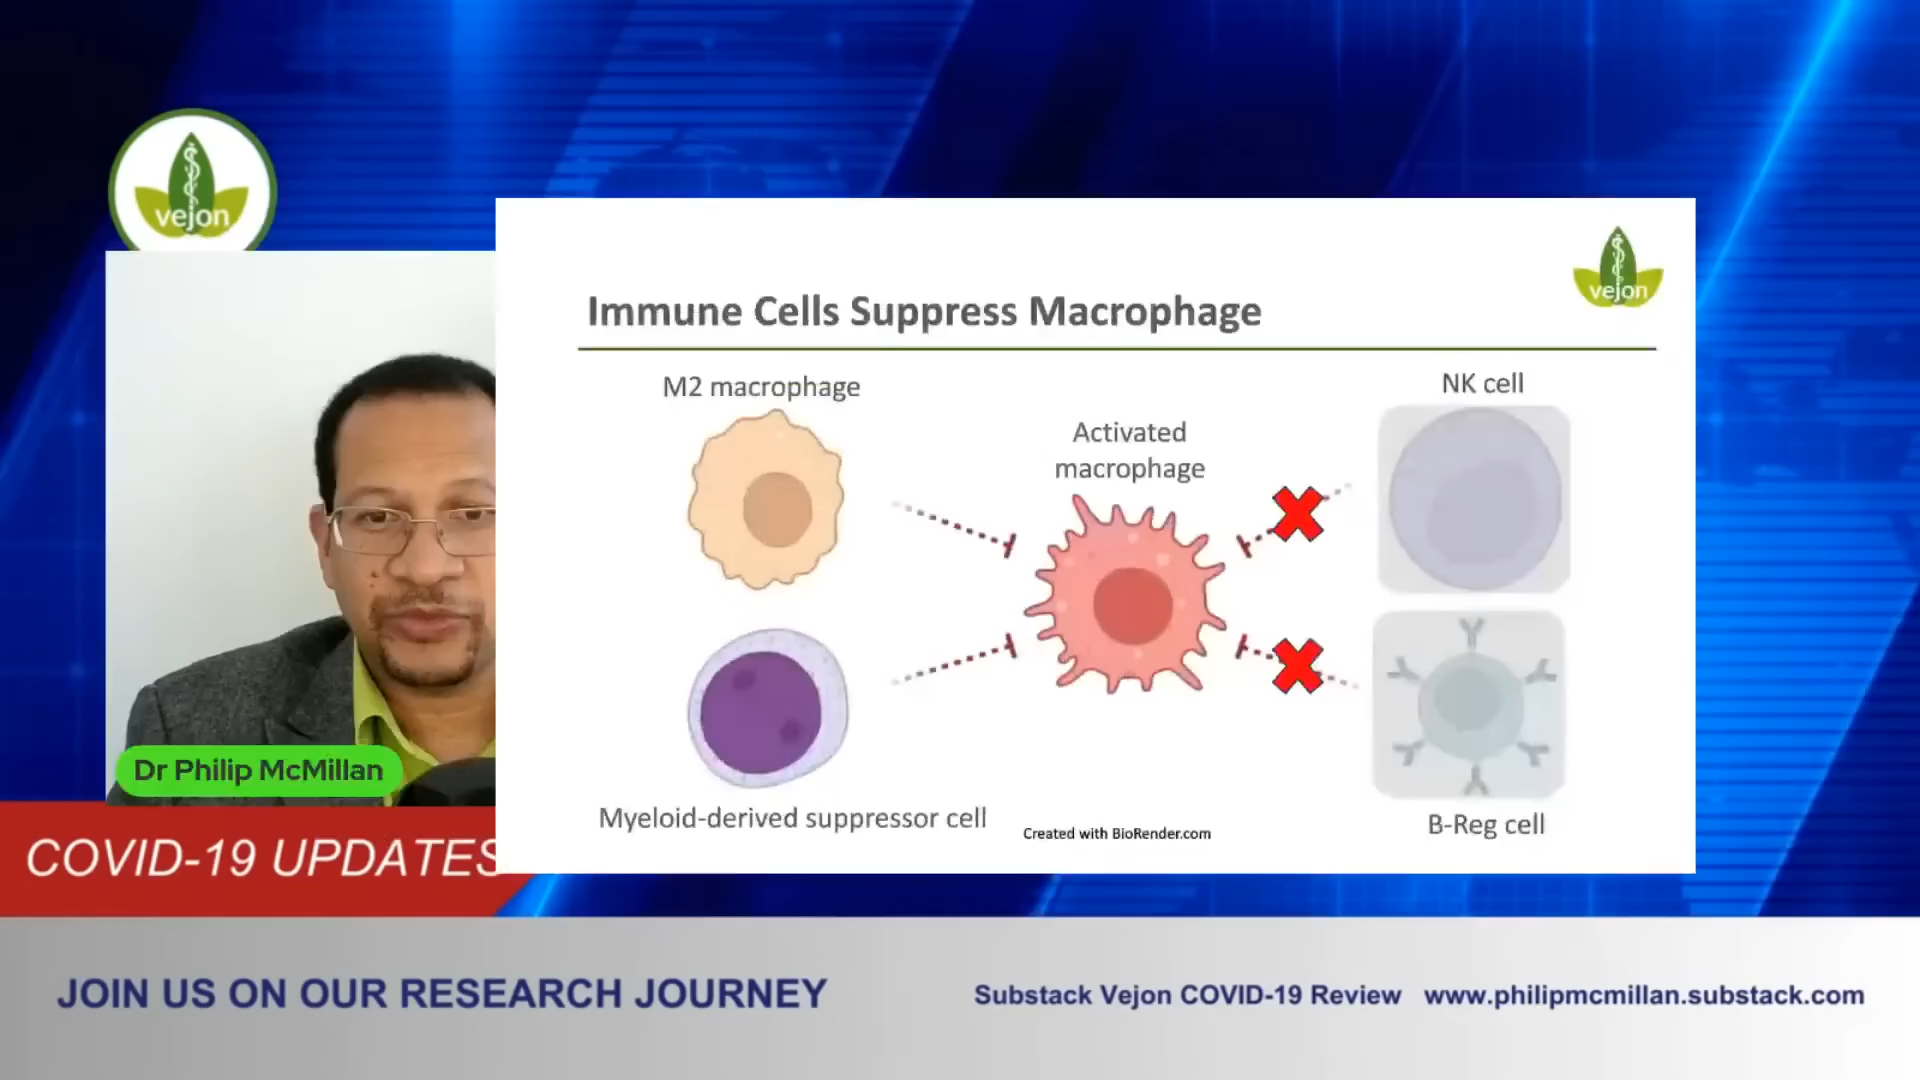 vejon
vejon
Immune Cells Suppress Macrophage
M2 macrophage
NK cell
Activated
macrophage
Myeloid-derived suppressor cell
Created with BioRender.com
B-Reg cell
Dr Philip McMillan
COVID-19 UPDATES
JOIN US ON OUR RESEARCH JOURNEY
Substack Vejon COVID-19 Review www.philipmcmillan.substack.com